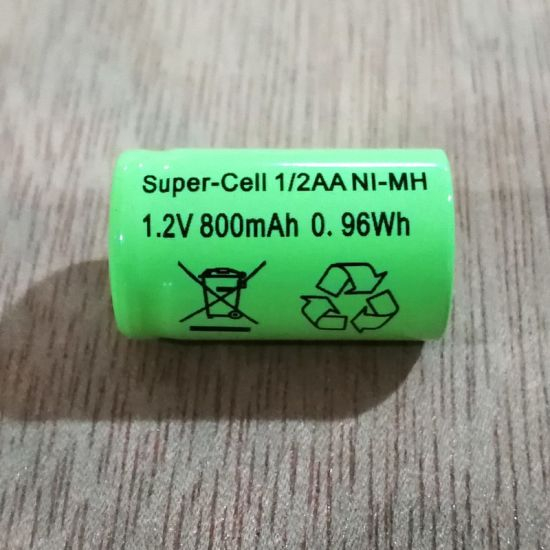 Super-Cell 1/2AA NI-MH
1.2V 800mAh 0.96Wh